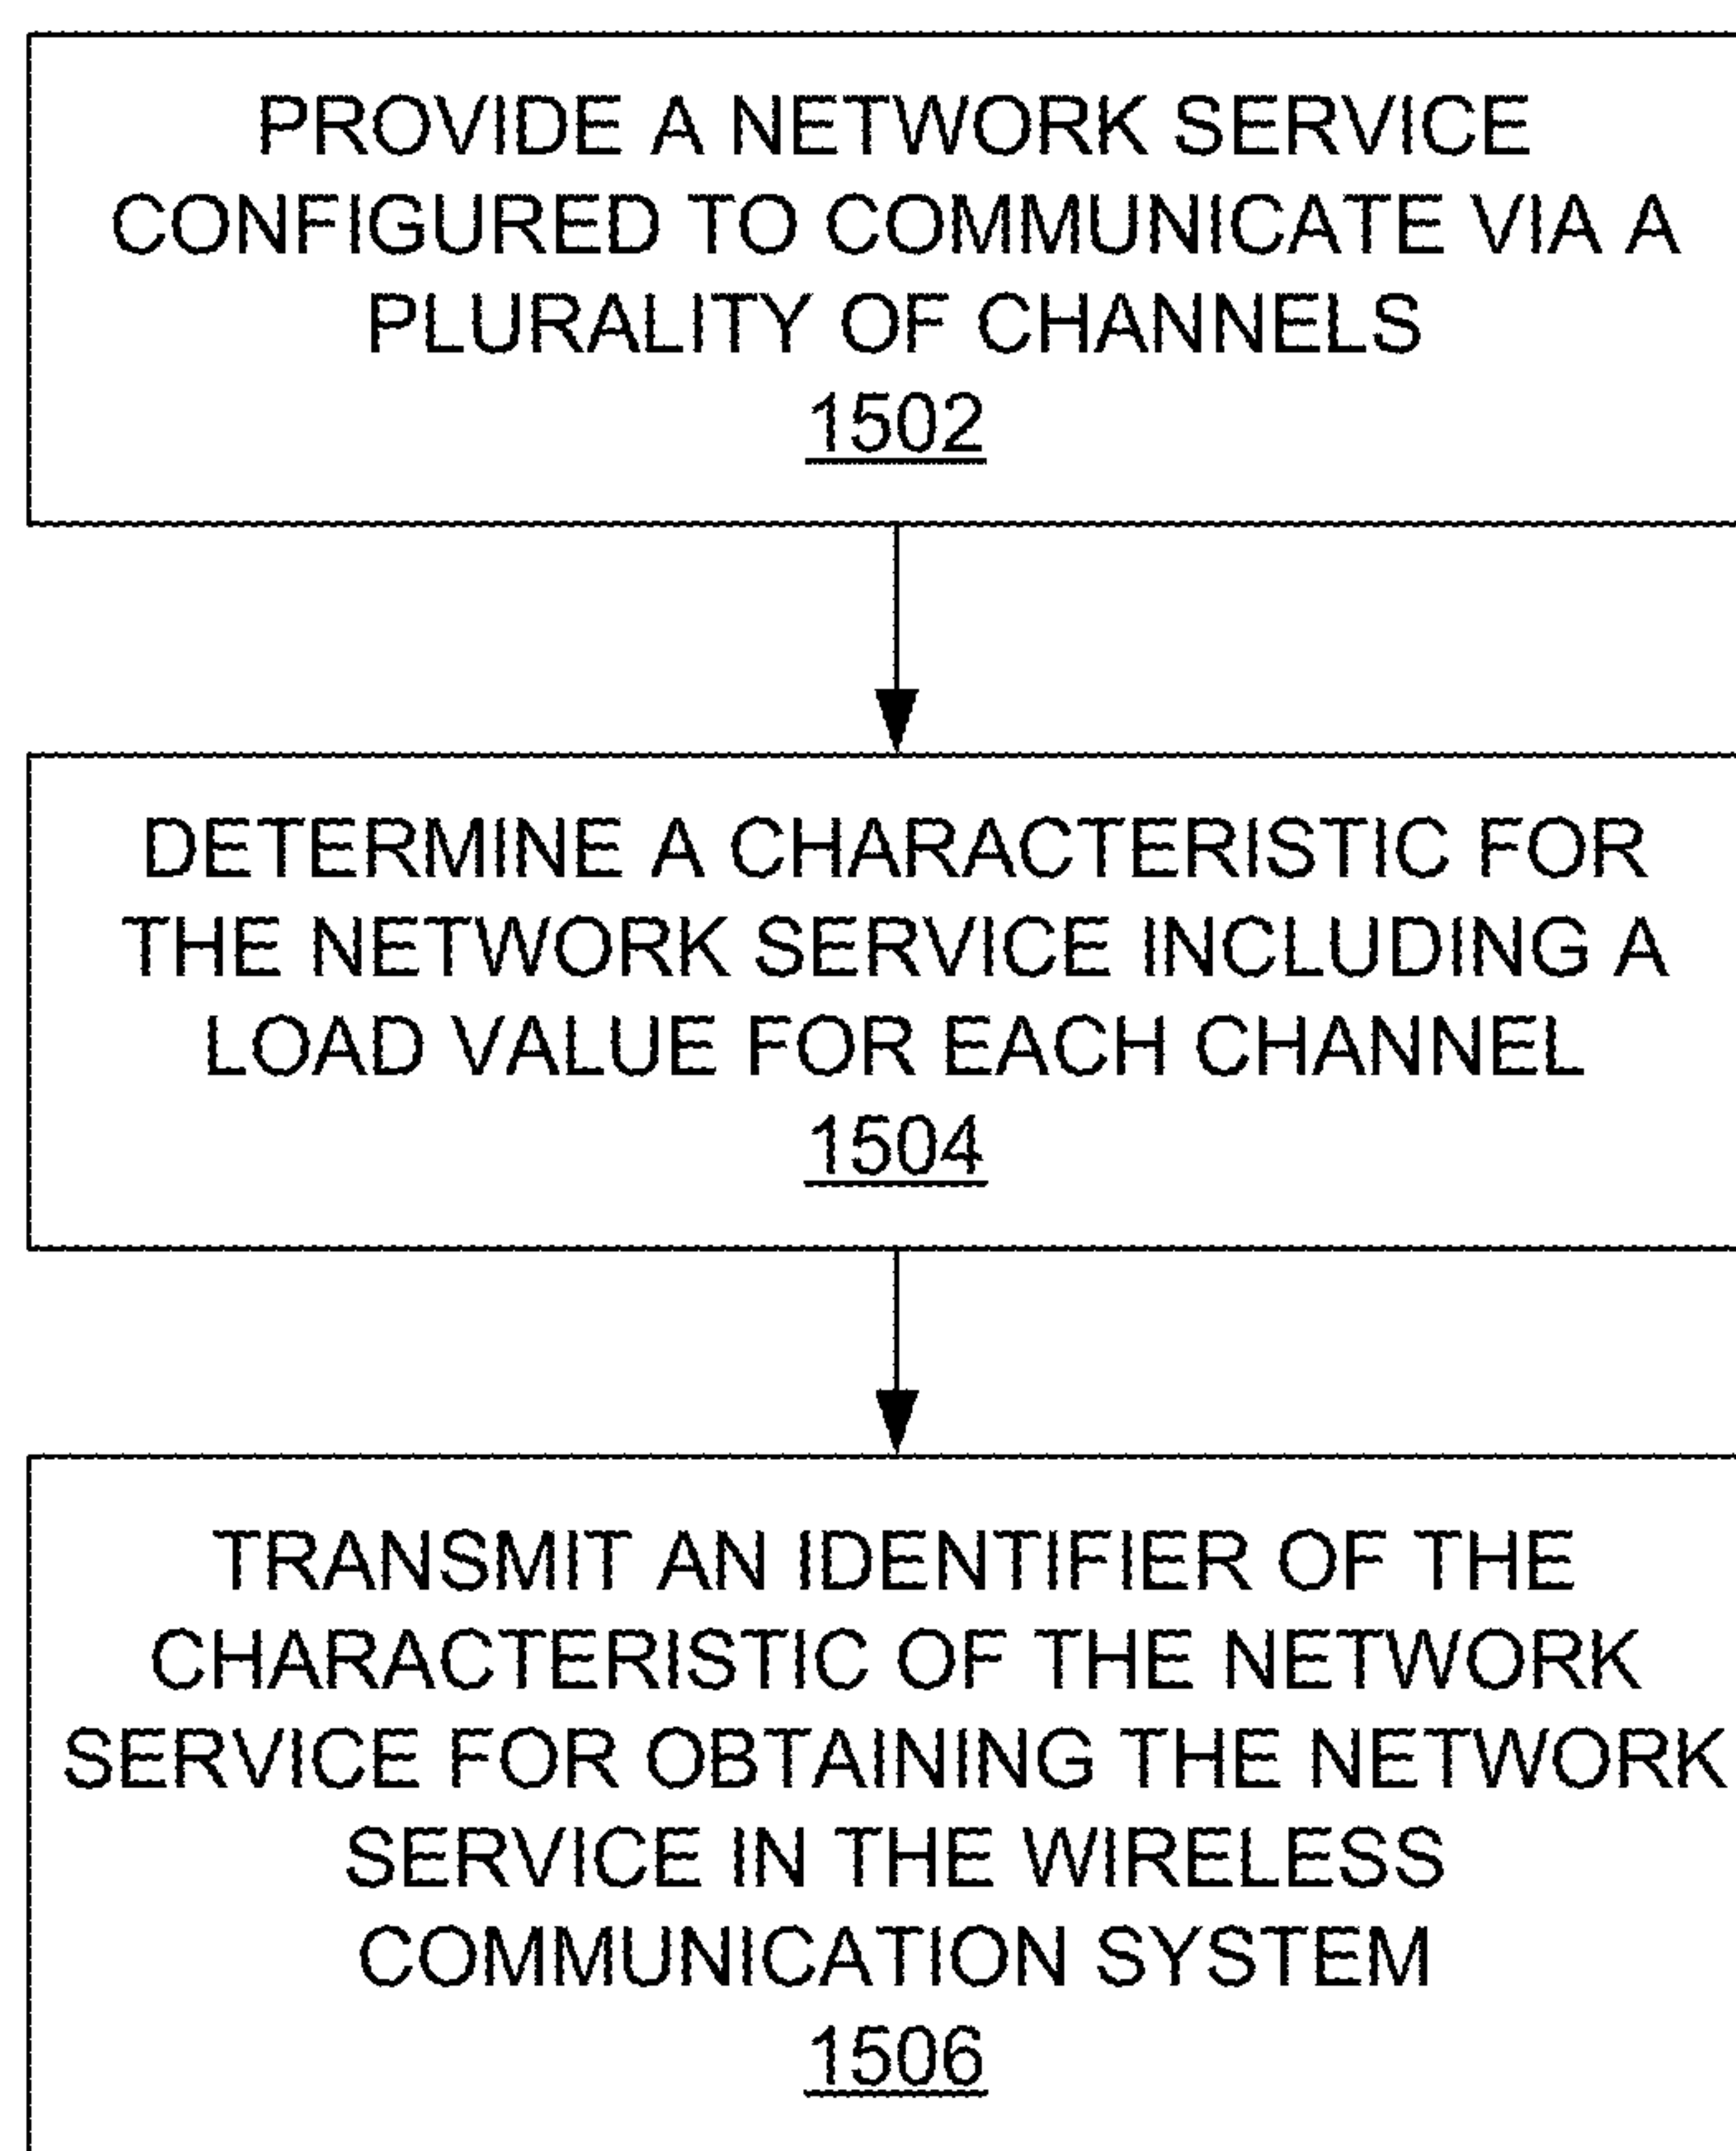 PROVIDE A NETWORK SERVICE
CONFIGURED TO COMMUNICATE VIA A
PLURALITY OF CHANNELS
1502
DETERMINE A CHARACTERISTIC FOR
THE NETWORK SERVICE INCLUDING A
LOAD VALUE FOR EACH CHANNEL
1504
TRANSMIT AN IDENTIFIER OF THE
CHARACTERISTIC OF THE NETWORK
SERVICE FOR OBTAINING THE NETWORK
SERVICE IN THE WIRELESS
COMMUNICATION SYSTEM
1506